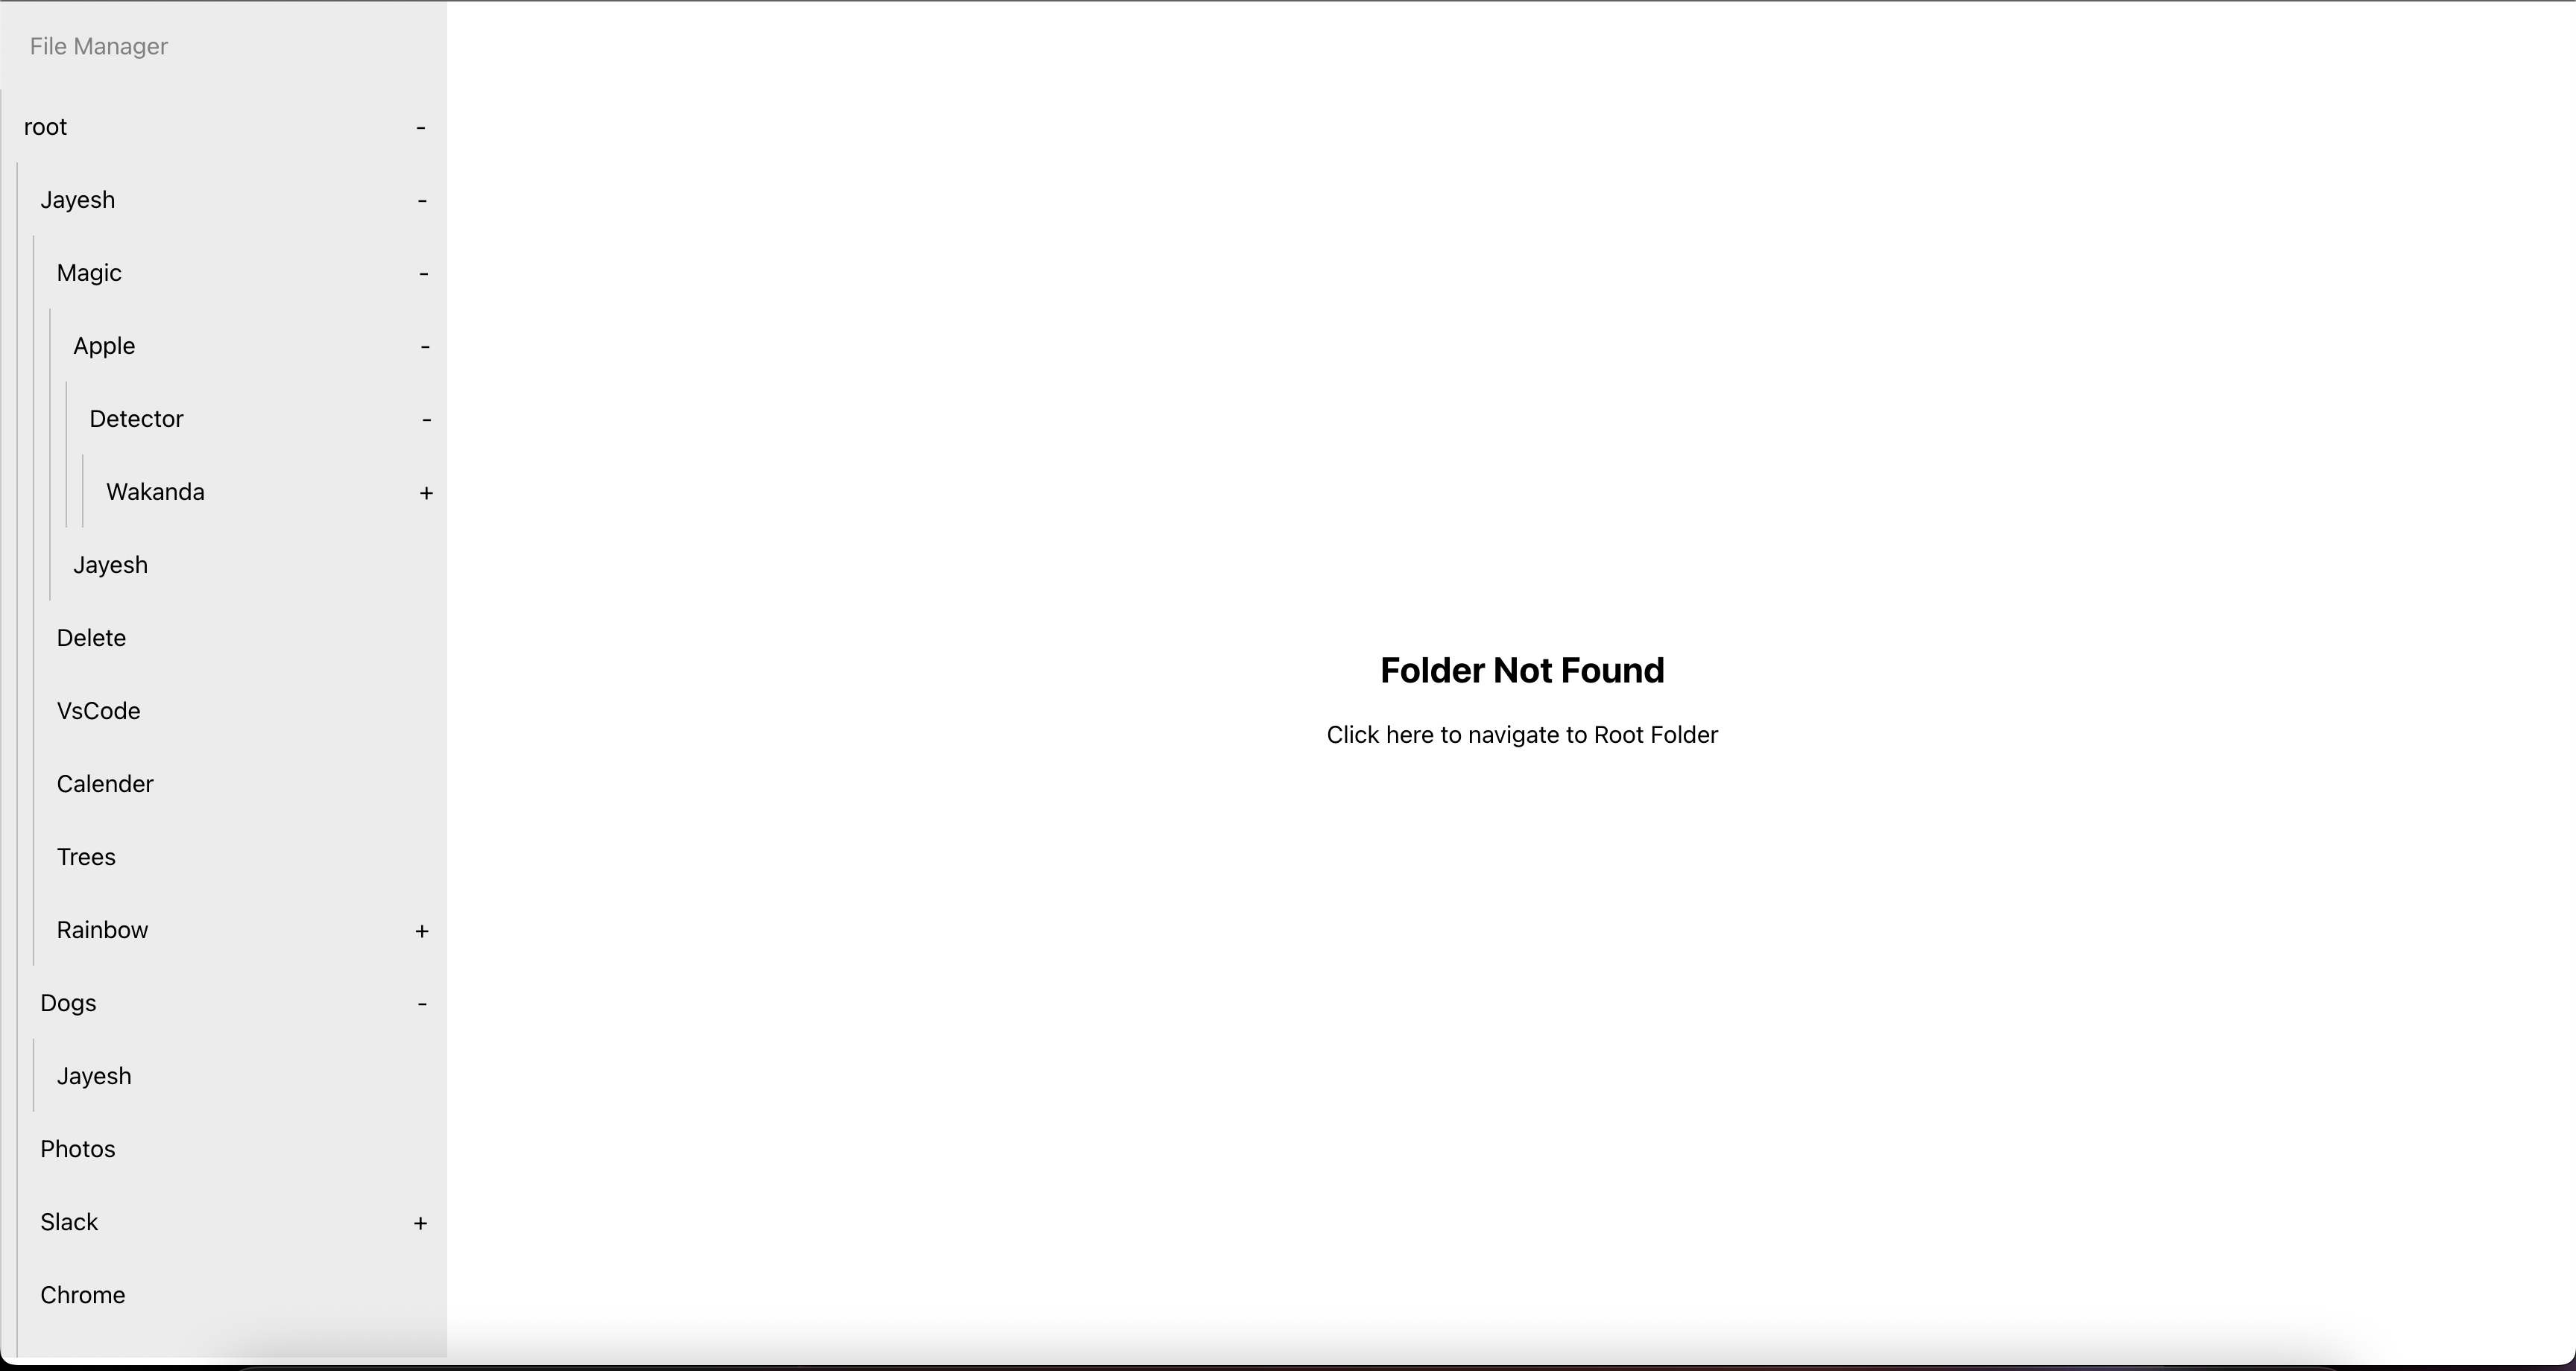 File Manager
root -
Jayesh -
Magic -
Apple -
Detector -
Wakanda +
Jayesh
Delete
VsCode
Calender
Trees
Rainbow +
Dogs -
Jayesh
Photos
Slack +
Chrome
Folder Not Found
Click here to navigate to Root Folder